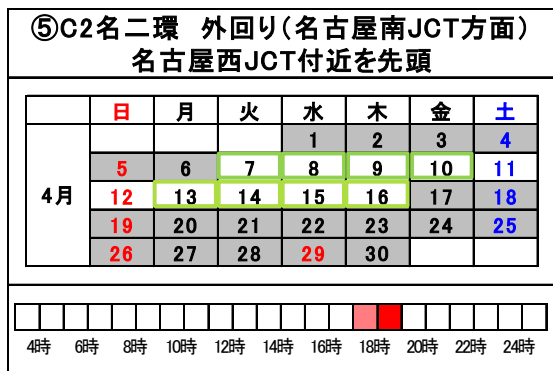 ⑤C2名二環　外回り（名古屋南JCT方面）
名古屋西JCT付近を先頭
日 月 火 水 木 金 土
1 2 3 4
5 6 7 8 9 10 11
4月 12 13 14 15 16 17 18
19 20 21 22 23 24 25
26 27 28 29 30
4時 6時 8時 10時 12時 14時 16時 18時 20時 22時 24時